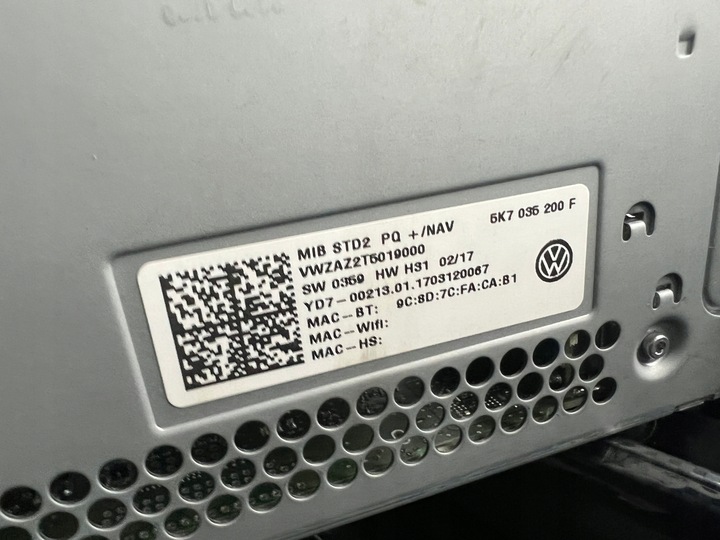 MIB STD2 PQ +/NAV 5K7 035 200 F
VWZAZ2T5019000
SW 0359 HW H31 02/17
YD7-00213.01.1703120067
MAC-BT: 9C:8D:7C:FA:CA:B1
MAC-Wifi:
MAC-HS: